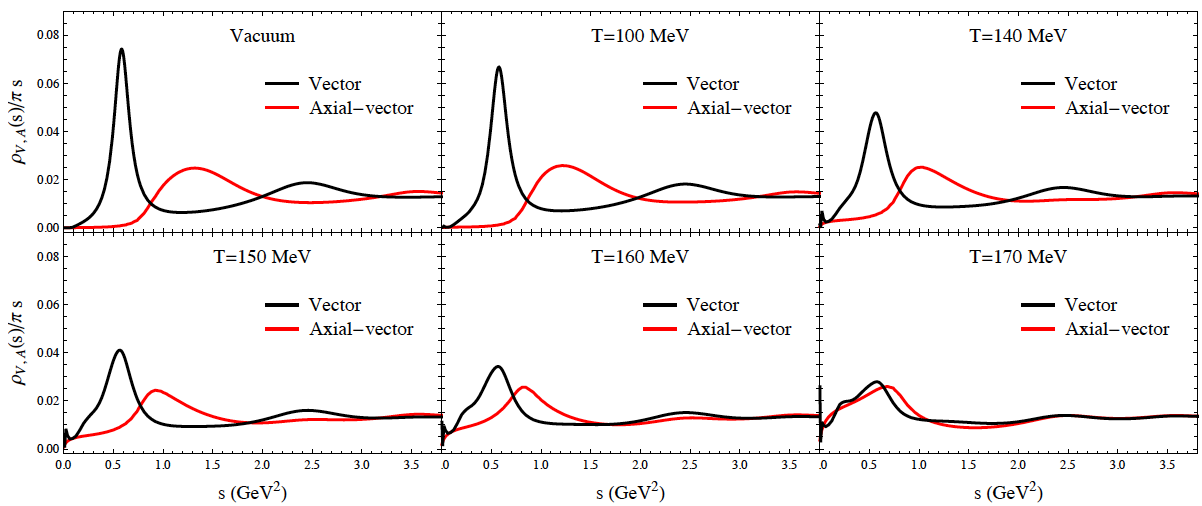 Vacuum
T=100 MeV
T=140 MeV
0.08
0.06
0.04
0.02
0.00
ρV,A(s)/π s
Vector
Axial−vector
Vector
Axial−vector
Vector
Axial−vector
T=150 MeV
T=160 MeV
T=170 MeV
0.08
0.06
0.04
0.02
0.00
ρV,A(s)/π s
Vector
Axial−vector
Vector
Axial−vector
Vector
Axial−vector
0.0 0.5 1.0 1.5 2.0 2.5 3.0 3.5
.0 0.5 1.0 1.5 2.0 2.5 3.0 3.5
.0 0.5 1.0 1.5 2.0 2.5 3.0 3.5
s (GeV²)
s (GeV²)
s (GeV²)